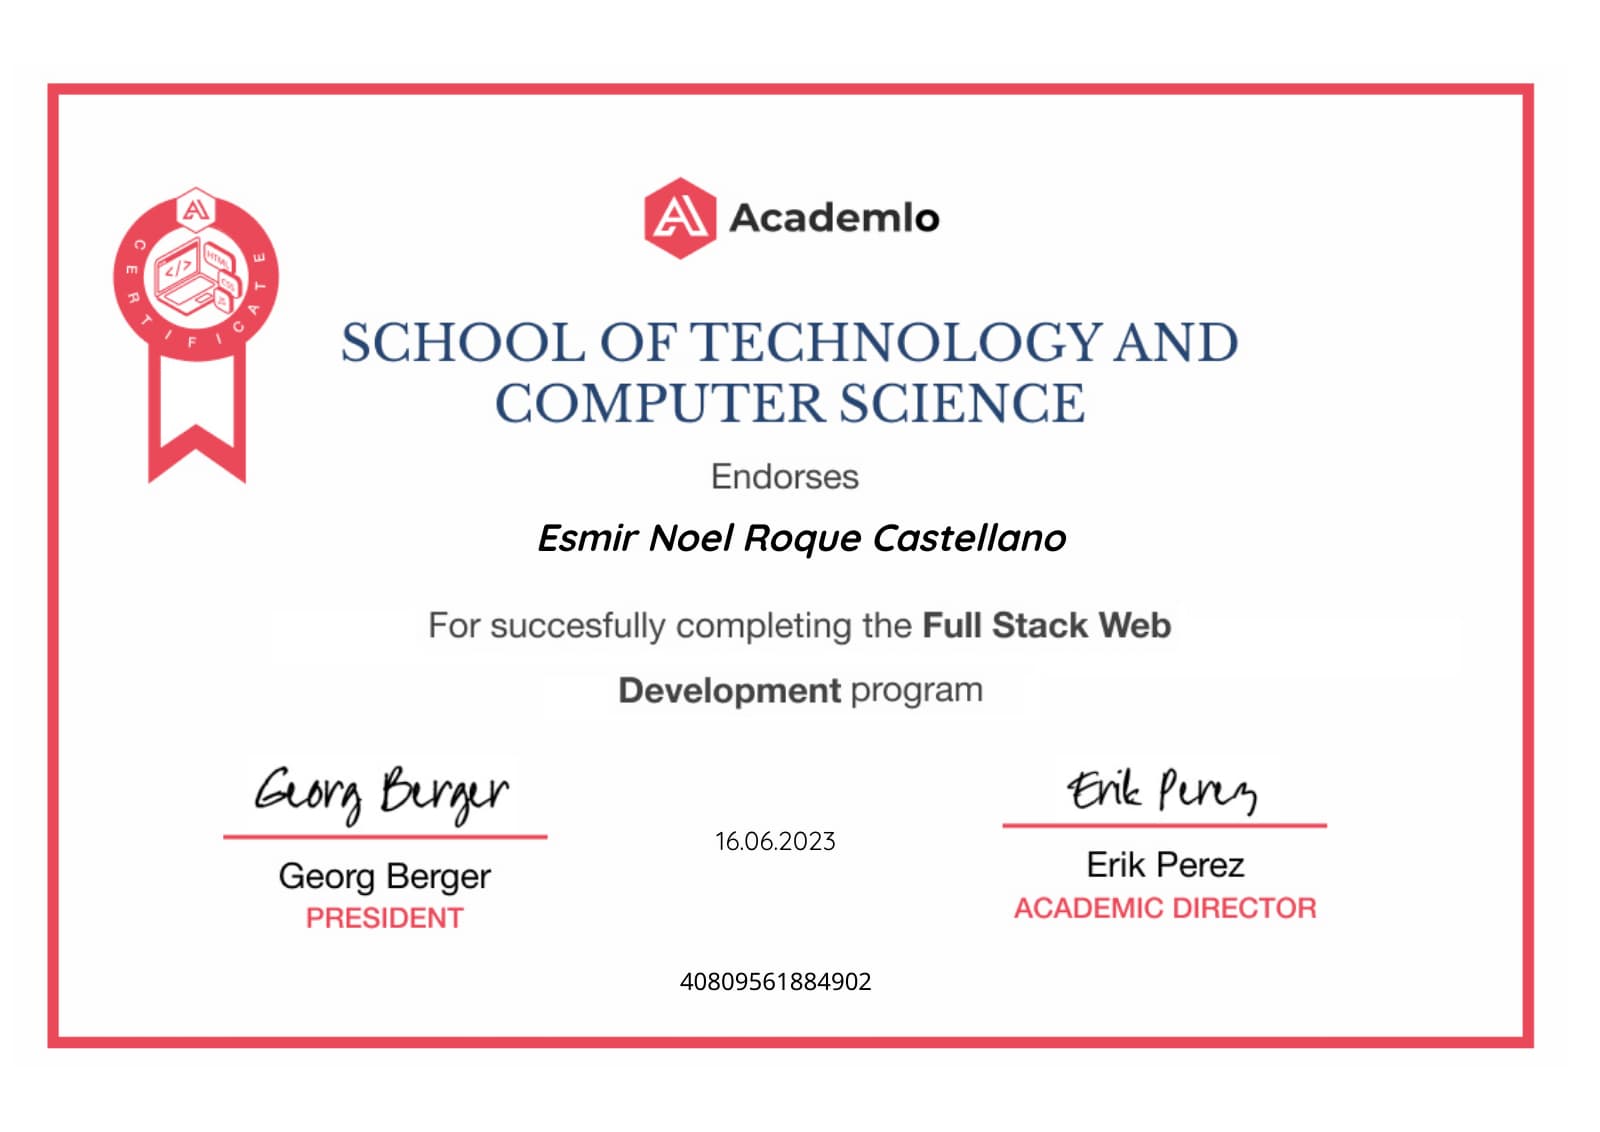 Academlo
CERTIFICATE
</>
HTML
CSS
JS
SCHOOL OF TECHNOLOGY AND
COMPUTER SCIENCE
Endorses
Esmir Noel Roque Castellano
For succesfully completing the Full Stack Web
Development program
Georg Berger
Erik Perez
16.06.2023
Georg Berger
Erik Perez
PRESIDENT
ACADEMIC DIRECTOR
40809561884902